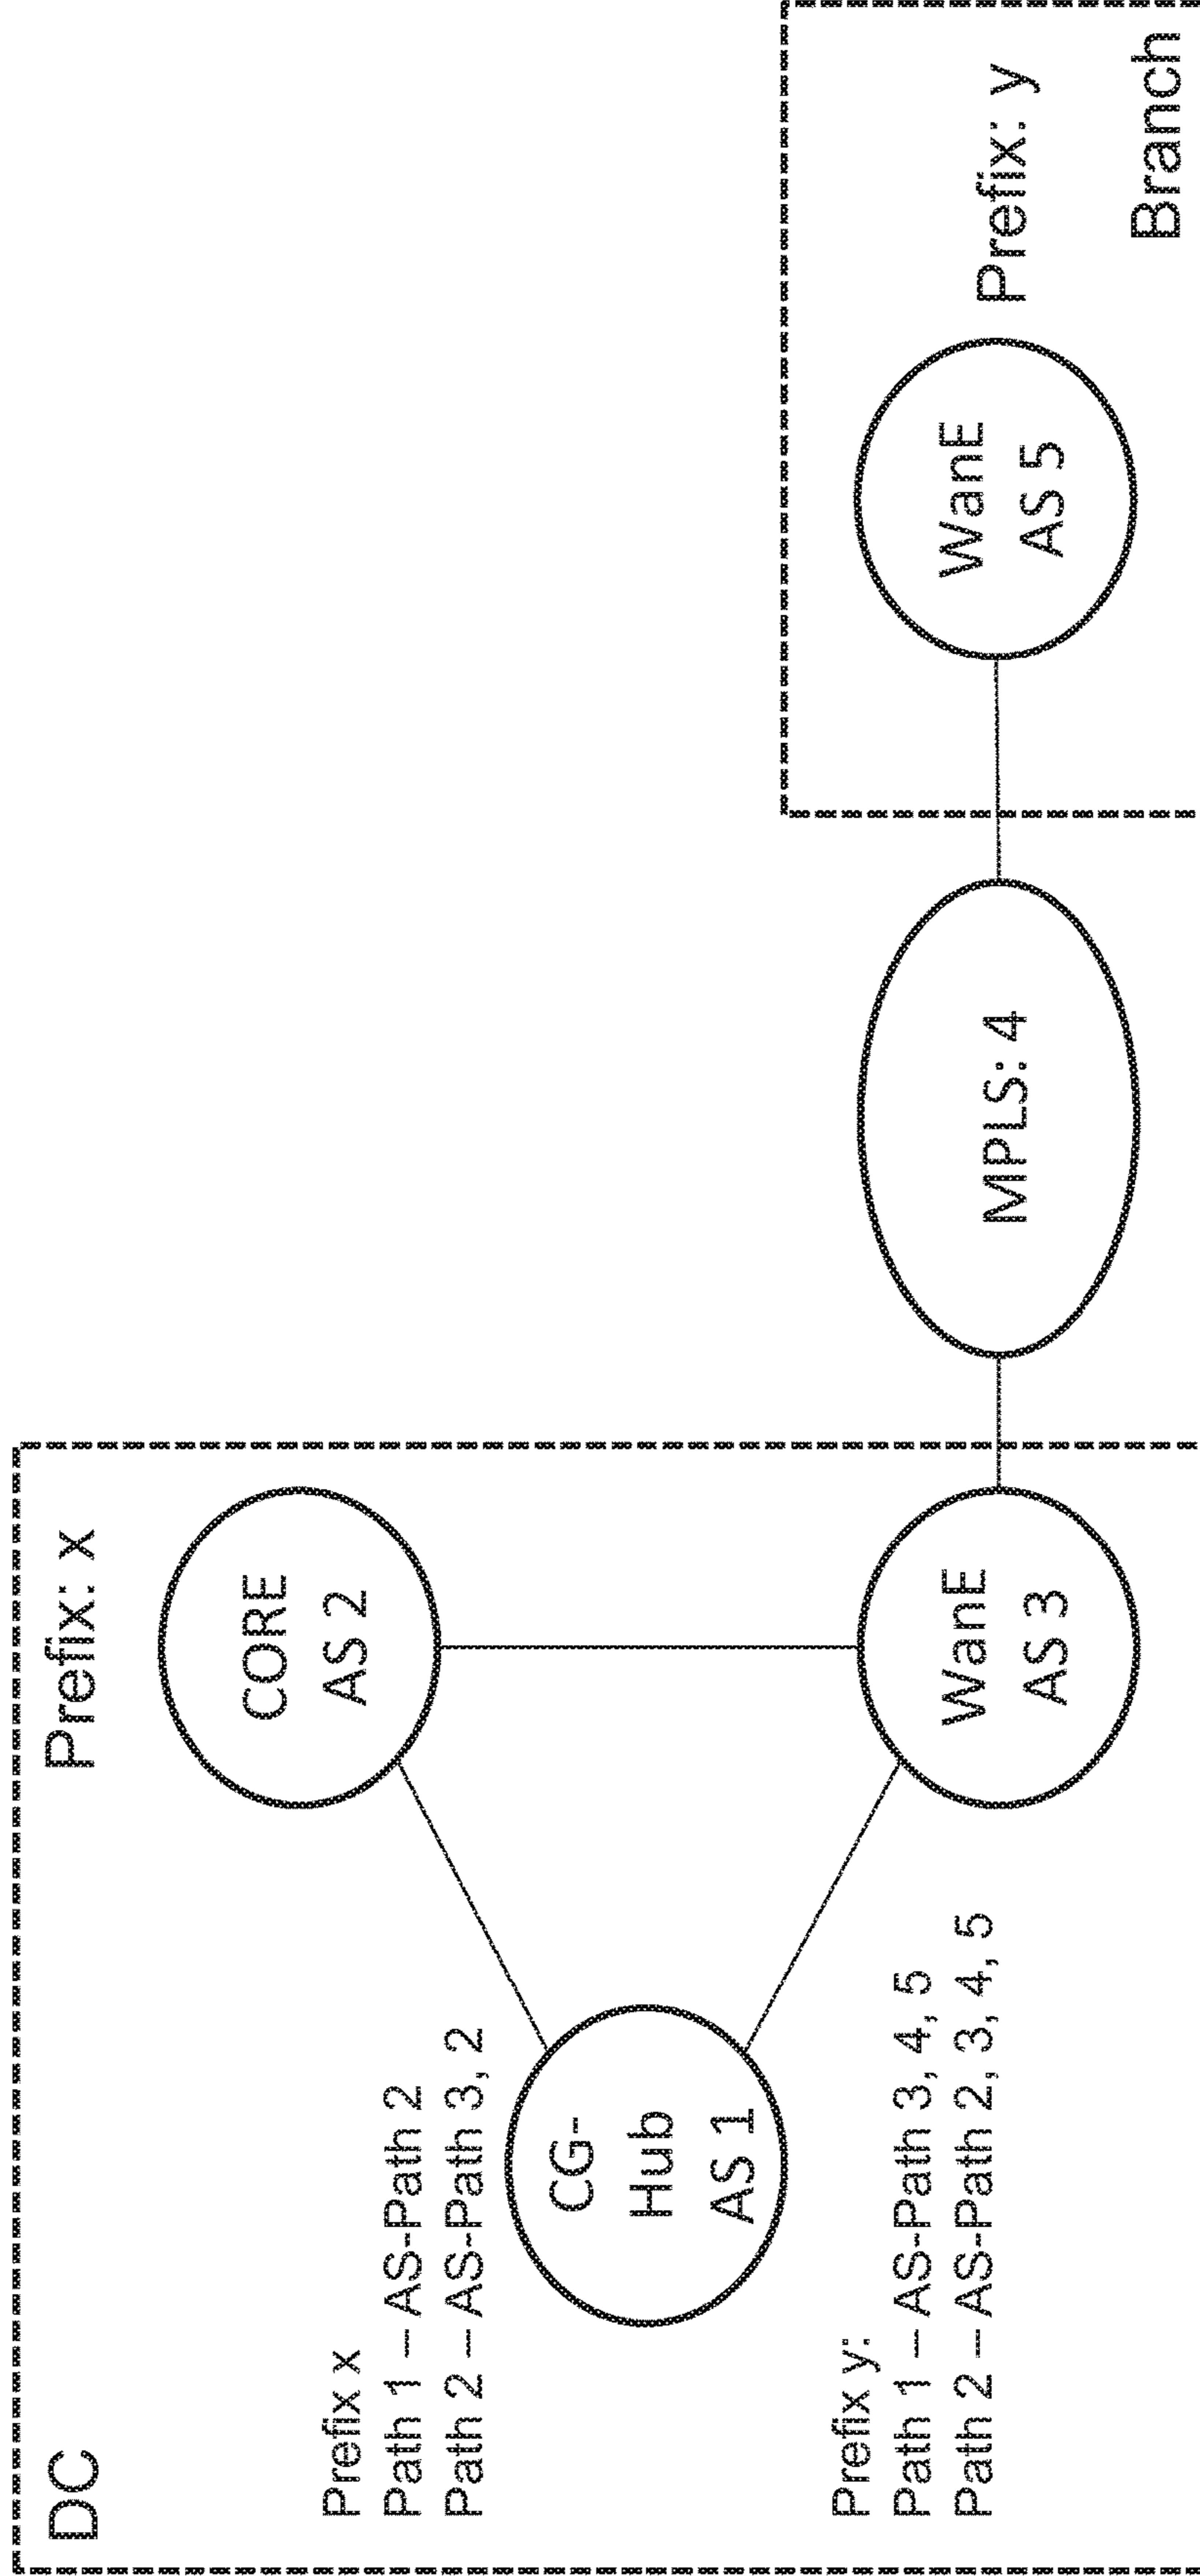 DC
Prefix: x
Prefix x
Path 1 – AS-Path 2
Path 2 – AS-Path 3, 2
CORE
AS 2
CG-
Hub
AS 1
Prefix y:
Path 1 – AS-Path 3, 4, 5
Path 2 – AS-Path 2, 3, 4, 5
WanE
AS 3
MPLS: 4
WanE
AS 5
Prefix: y
Branch